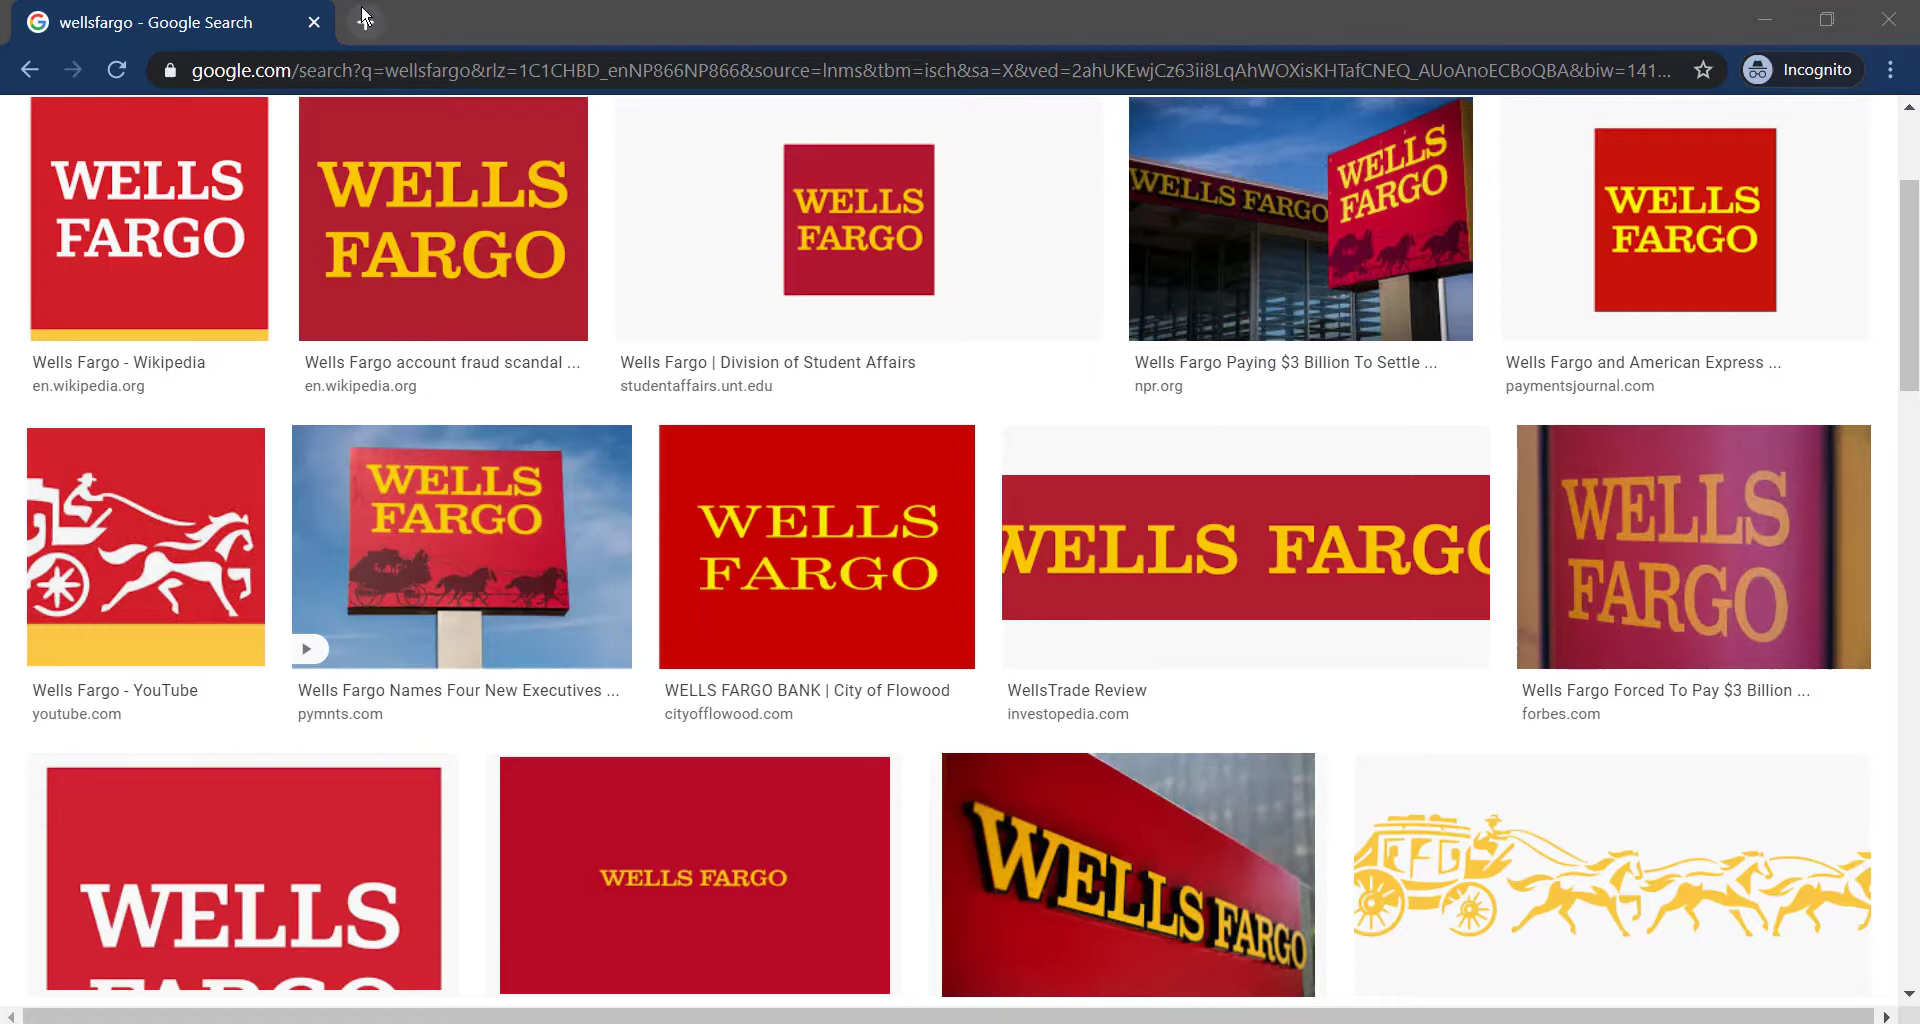 wellsfargo - Google Search
google.com/search?q=wellsfargo&rlz=1C1CHBD_enNP866NP866&source=lnms&tbm=isch&sa=X&ved=2ahUKEwjCz63ii8LqAhWOXisKHTafCNEQ_AUoAnoECBoQBA&biw=141...
Incognito
WELLS
FARGO
WELLS
FARGO
WELLS
FARGO
WELLS FARGO
WELLS
FARGO
WELLS
FARGO
Wells Fargo - Wikipedia
en.wikipedia.org
Wells Fargo account fraud scandal ...
en.wikipedia.org
Wells Fargo | Division of Student Affairs
studentaffairs.unt.edu
Wells Fargo Paying $3 Billion To Settle ...
npr.org
Wells Fargo and American Express ...
paymentsjournal.com
WELLS
FARGO
WELLS
FARGO
WELLS FARGO
WELLS
FARGO
Wells Fargo - YouTube
youtube.com
Wells Fargo Names Four New Executives ...
pymnts.com
WELLS FARGO BANK | City of Flowood
cityofflowood.com
WellsTrade Review
investopedia.com
Wells Fargo Forced To Pay $3 Billion ...
forbes.com
WELLS
FARGO
WELLS FARGO
WELLS FARGO